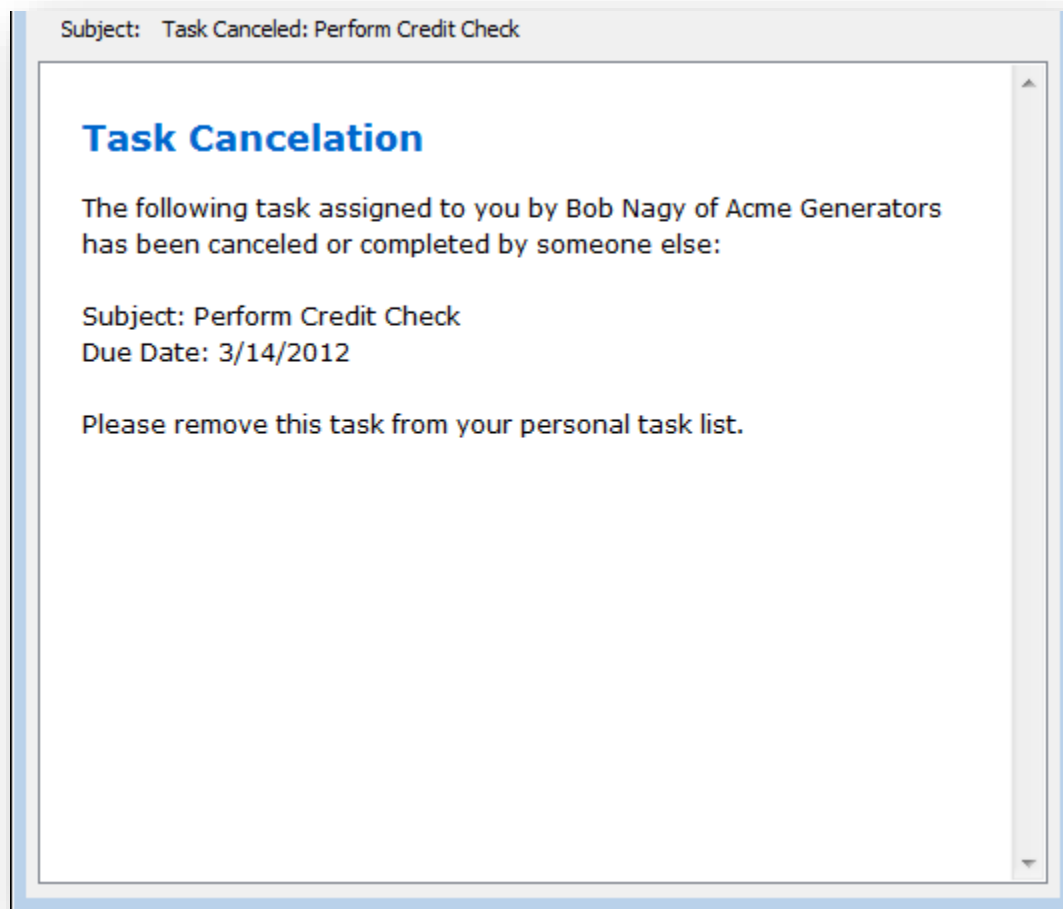 Subject: Task Canceled: Perform Credit Check
Task Cancelation
The following task assigned to you by Bob Nagy of Acme Generators
has been canceled or completed by someone else:
Subject: Perform Credit Check
Due Date: 3/14/2012
Please remove this task from your personal task list.